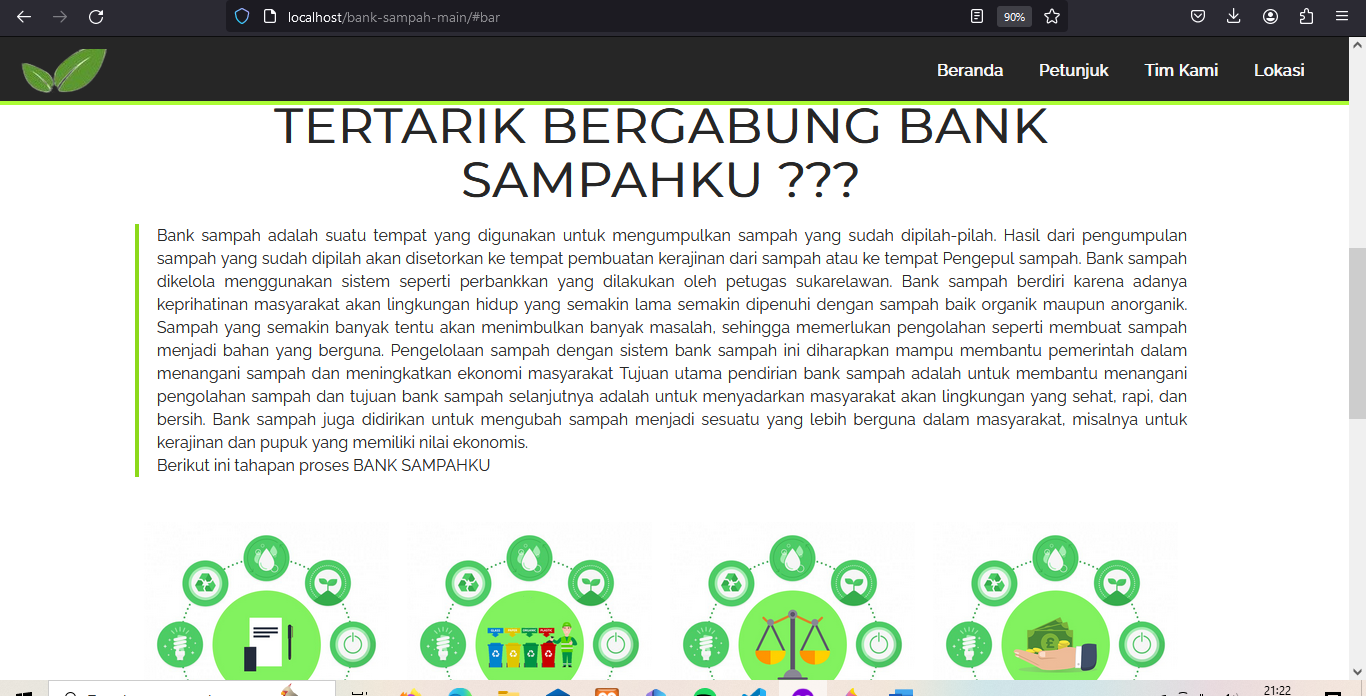 localhost/bank-sampah-main/#bar
90%
Beranda Petunjuk Tim Kami Lokasi
TERTARIK BERGABUNG BANK
SAMPAHKU ???
Bank sampah adalah suatu tempat yang digunakan untuk mengumpulkan sampah yang sudah dipilah-pilah. Hasil dari pengumpulan
sampah yang sudah dipilah akan disetorkan ke tempat pembuatan kerajinan dari sampah atau ke tempat Pengepul sampah. Bank sampah
dikelola menggunakan sistem seperti perbankkan yang dilakukan oleh petugas sukarelawan. Bank sampah berdiri karena adanya
keprihatinan masyarakat akan lingkungan hidup yang semakin lama semakin dipenuhi dengan sampah baik organik maupun anorganik.
Sampah yang semakin banyak tentu akan menimbulkan banyak masalah, sehingga memerlukan pengolahan seperti membuat sampah
menjadi bahan yang berguna. Pengelolaan sampah dengan sistem bank sampah ini diharapkan mampu membantu pemerintah dalam
menangani sampah dan meningkatkan ekonomi masyarakat Tujuan utama pendirian bank sampah adalah untuk membantu menangani
pengolahan sampah dan tujuan bank sampah selanjutnya adalah untuk menyadarkan masyarakat akan lingkungan yang sehat, rapi, dan
bersih. Bank sampah juga didirikan untuk mengubah sampah menjadi sesuatu yang lebih berguna dalam masyarakat, misalnya untuk
kerajinan dan pupuk yang memiliki nilai ekonomis.
Berikut ini tahapan proses BANK SAMPAHKU
21:22